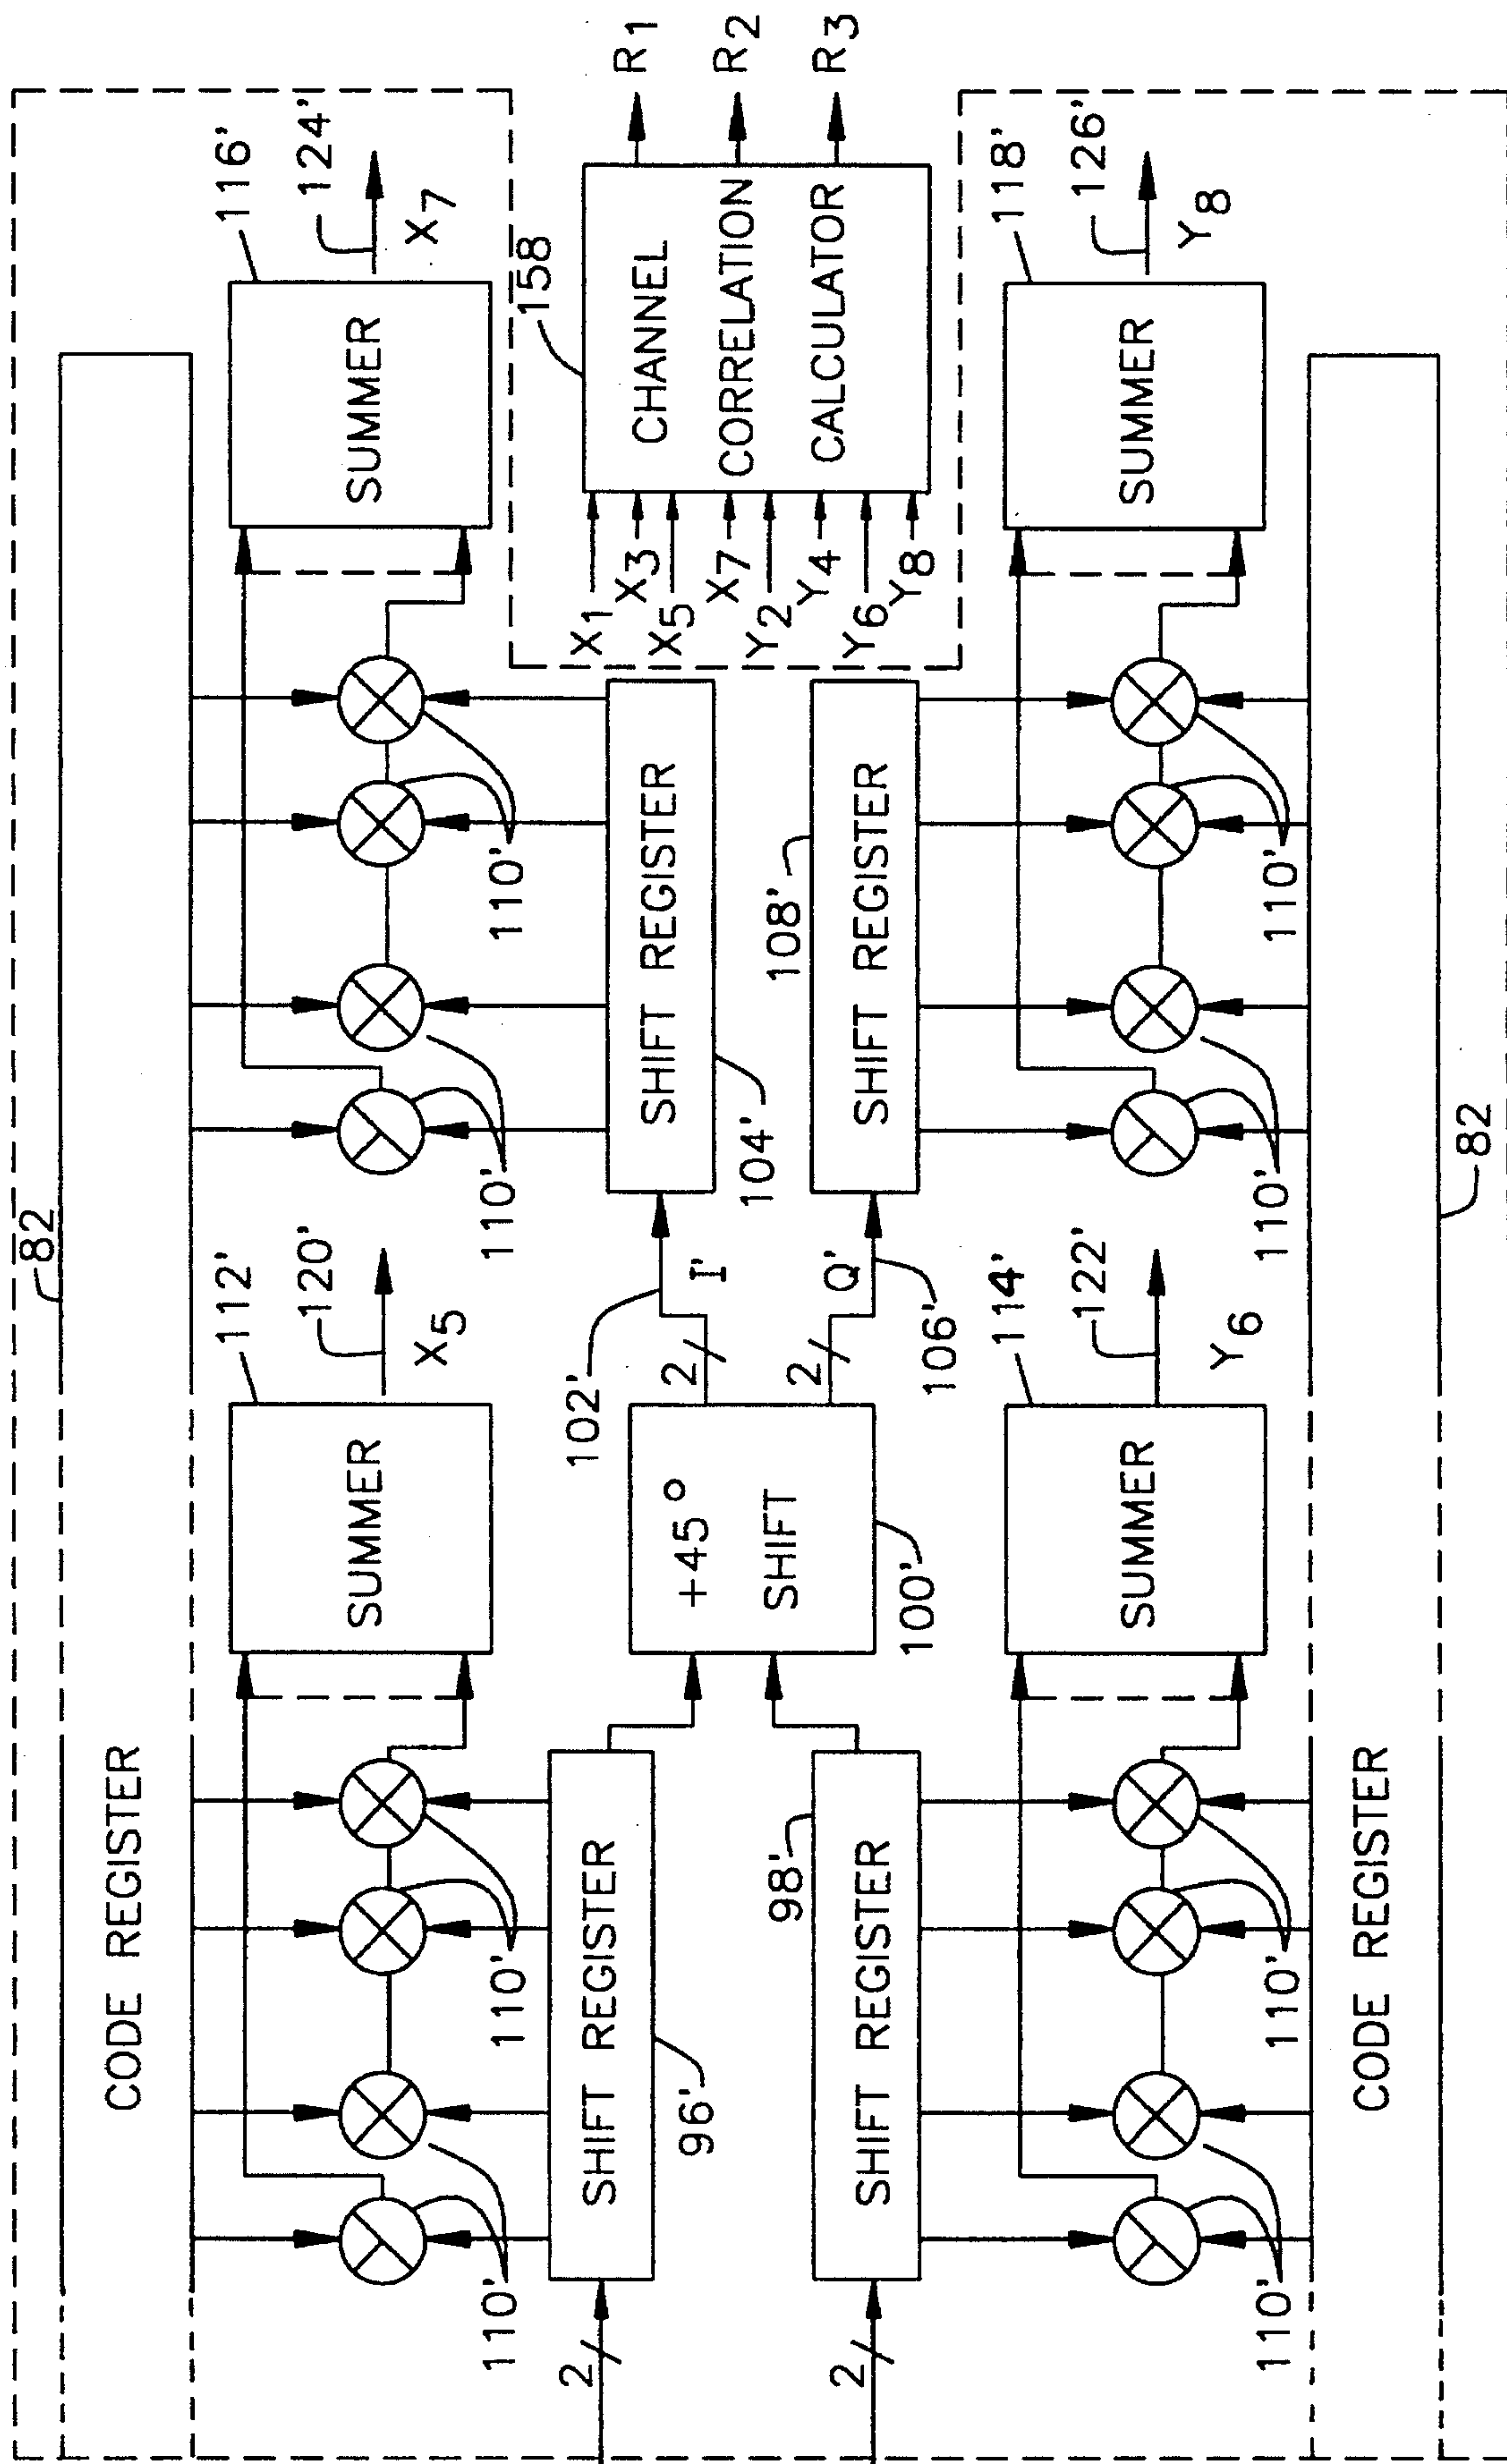 82
CODE REGISTER
110'
110'
SUMMER
112'
120'
X5
110'
110'
SUMMER
116'
124'
X7
2
SHIFT REGISTER
96'
+45°
SHIFT
100'
102'
2
I'
SHIFT REGISTER
104'
158
CHANNEL
CORRELATION
CALCULATOR
X1
X3
X5
X7
Y2
Y4
Y6
Y8
R1
R2
R3
2
SHIFT REGISTER
98'
2
Q'
106'
SHIFT REGISTER
108'
110'
110'
SUMMER
114'
122'
Y6
110'
110'
SUMMER
118'
126'
Y8
CODE REGISTER
82